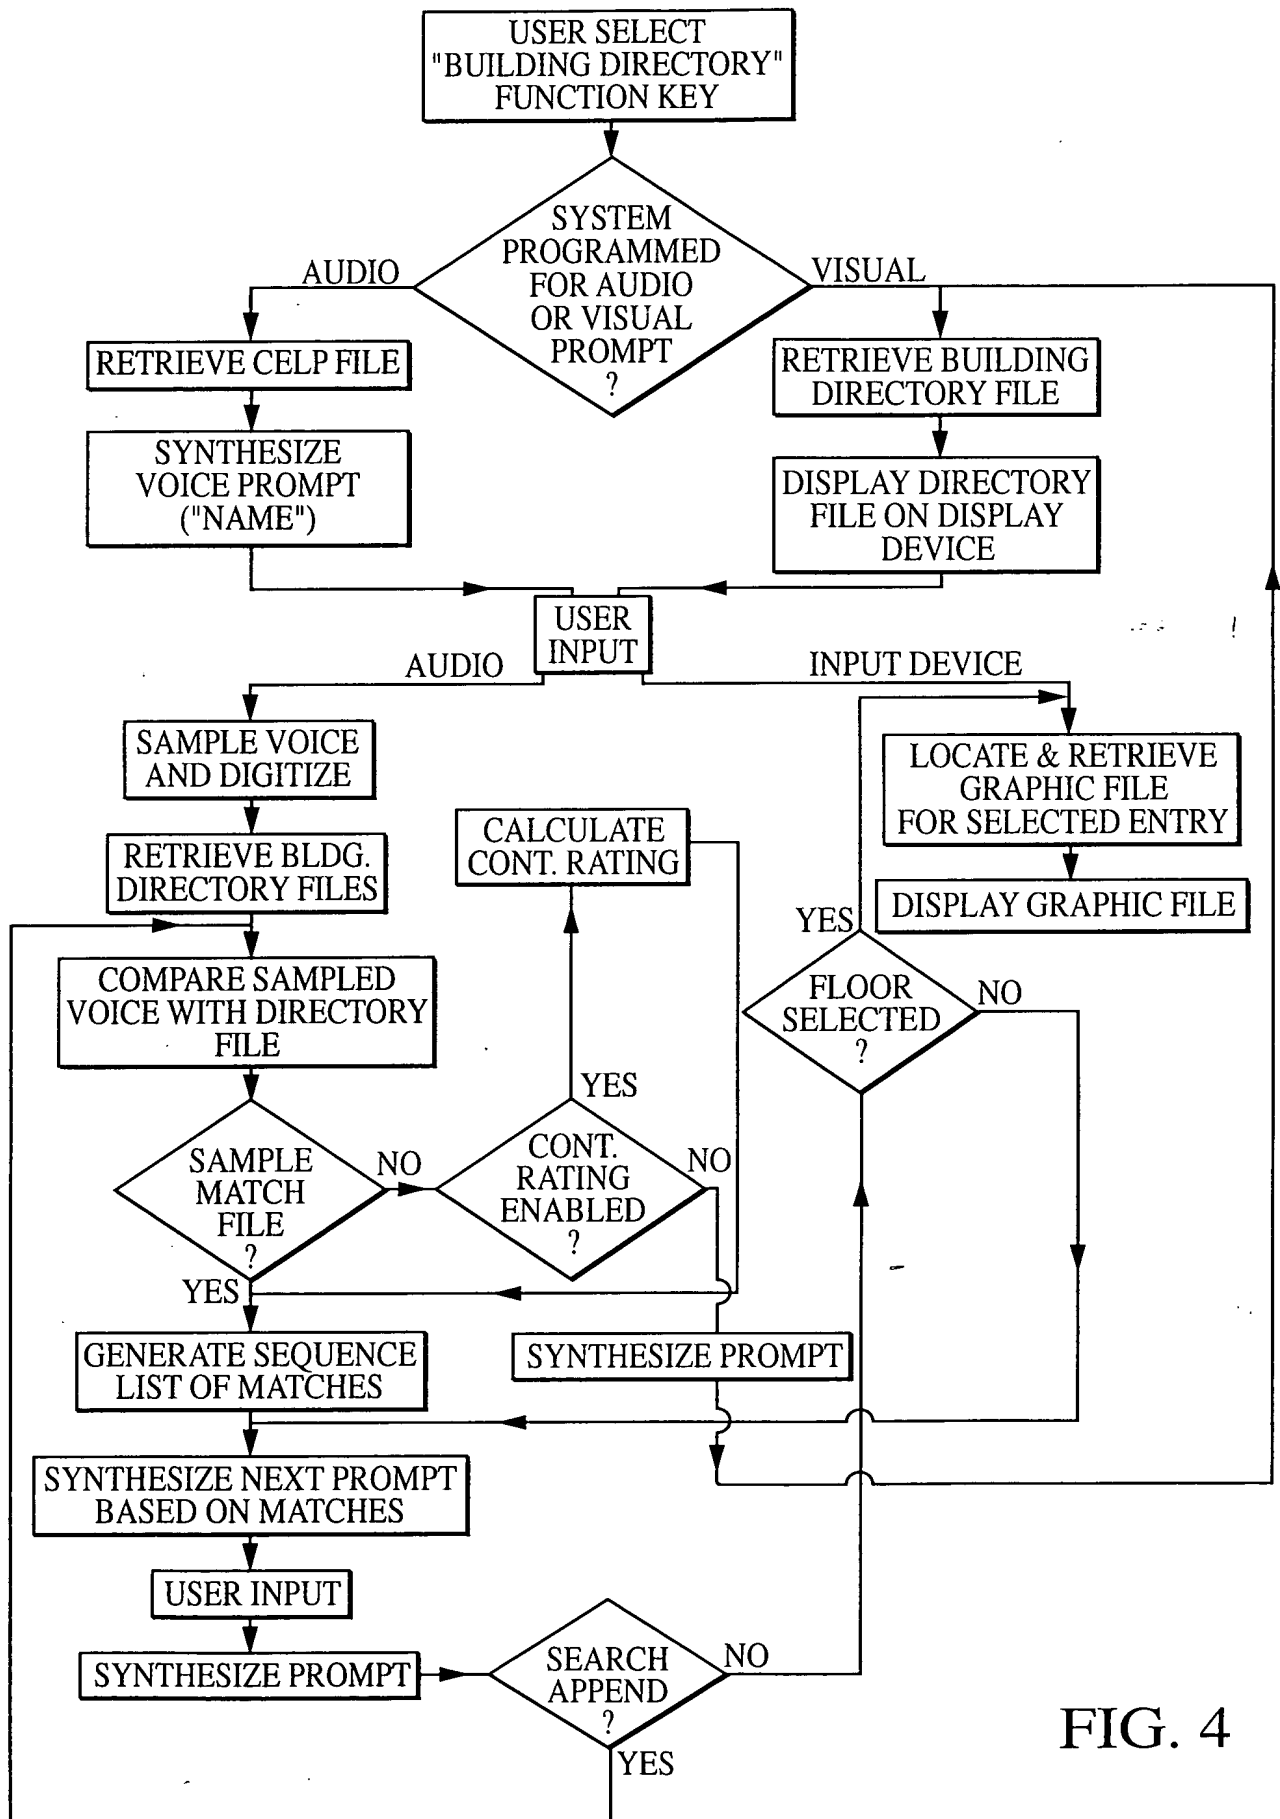 USER SELECT
"BUILDING DIRECTORY"
FUNCTION KEY
SYSTEM
PROGRAMMED
FOR AUDIO
OR VISUAL
PROMPT
?
AUDIO
VISUAL
RETRIEVE CELP FILE
RETRIEVE BUILDING
DIRECTORY FILE
SYNTHESIZE
VOICE PROMPT
("NAME")
DISPLAY DIRECTORY
FILE ON DISPLAY
DEVICE
USER
INPUT
AUDIO
INPUT DEVICE
SAMPLE VOICE
AND DIGITIZE
LOCATE & RETRIEVE
GRAPHIC FILE
FOR SELECTED ENTRY
RETRIEVE BLDG.
DIRECTORY FILES
CALCULATE
CONT. RATING
DISPLAY GRAPHIC FILE
YES
COMPARE SAMPLED
VOICE WITH DIRECTORY
FILE
FLOOR
SELECTED
?
NO
YES
SAMPLE
MATCH
FILE
?
NO
CONT.
RATING
ENABLED
?
NO
YES
GENERATE SEQUENCE
LIST OF MATCHES
SYNTHESIZE PROMPT
SYNTHESIZE NEXT PROMPT
BASED ON MATCHES
USER INPUT
SYNTHESIZE PROMPT
SEARCH
APPEND
?
NO
YES
FIG. 4